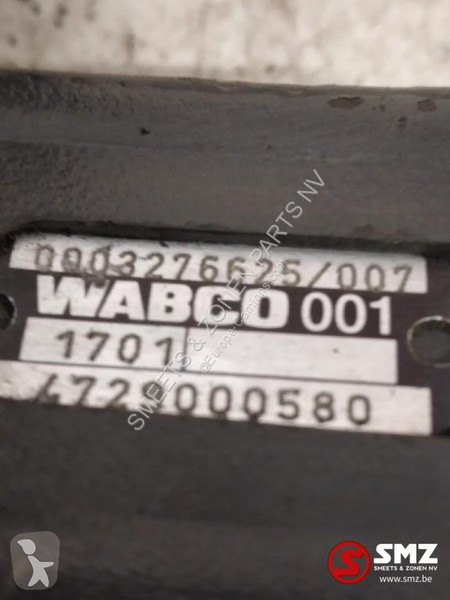 0003276625/007
WABCO 001
1701
4729000580
SMEETS & ZONEN PARTS NV
SMZ
SMEETS & ZONEN NV
www.smz.be